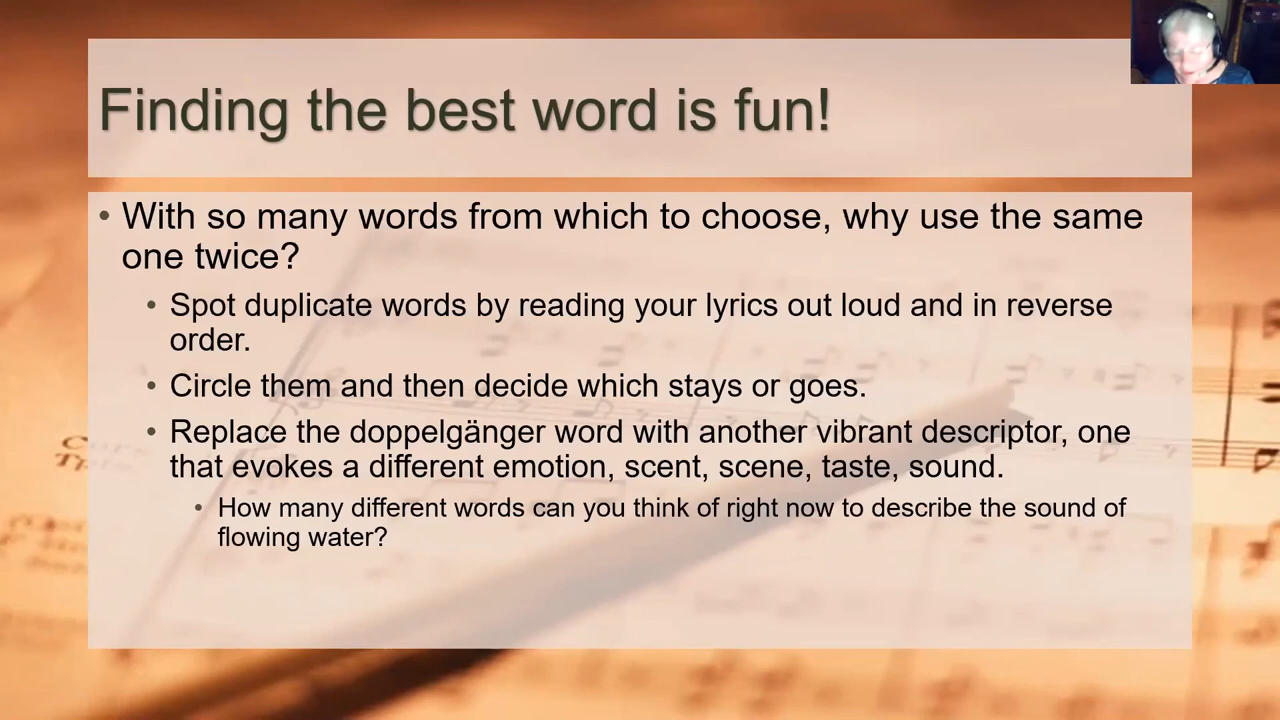 Finding the best word is fun!
• With so many words from which to choose, why use the same
one twice?
• Spot duplicate words by reading your lyrics out loud and in reverse
order.
• Circle them and then decide which stays or goes.
• Replace the doppelgänger word with another vibrant descriptor, one
that evokes a different emotion, scent, scene, taste, sound.
• How many different words can you think of right now to describe the sound of
flowing water?